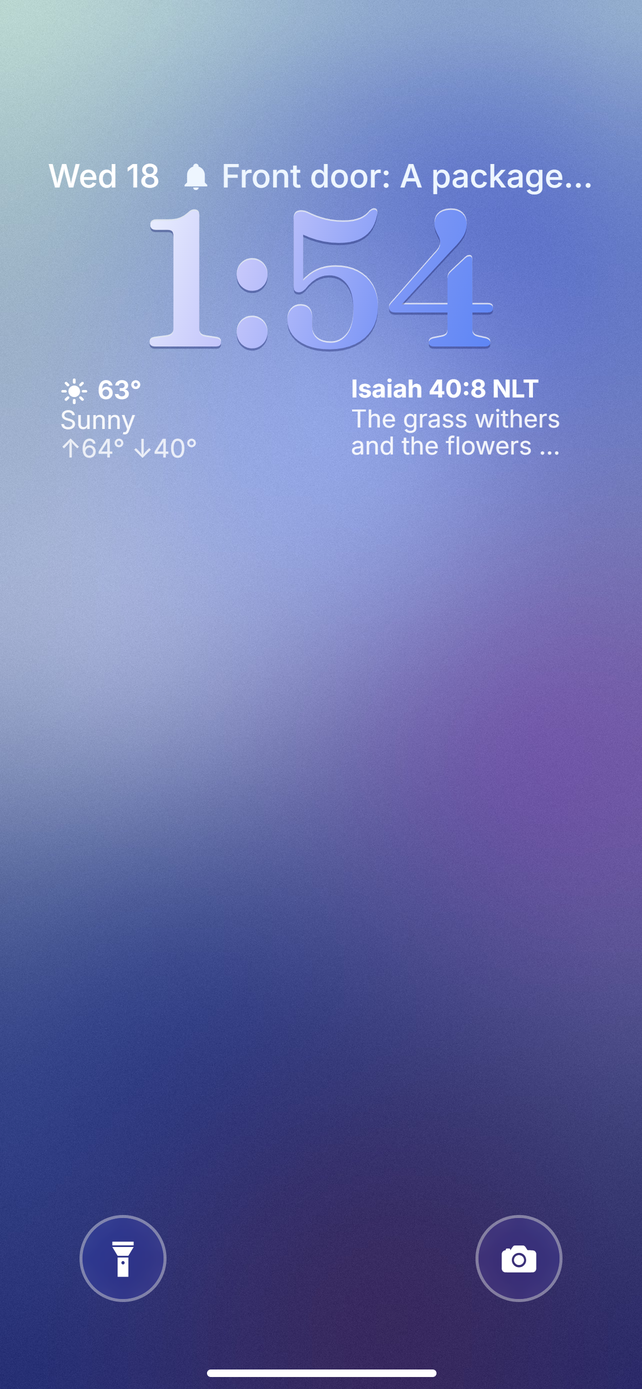 Wed 18 Front door: A package...
1:54
63°
Sunny
↑64° ↓40°
Isaiah 40:8 NLT
The grass withers
and the flowers ...